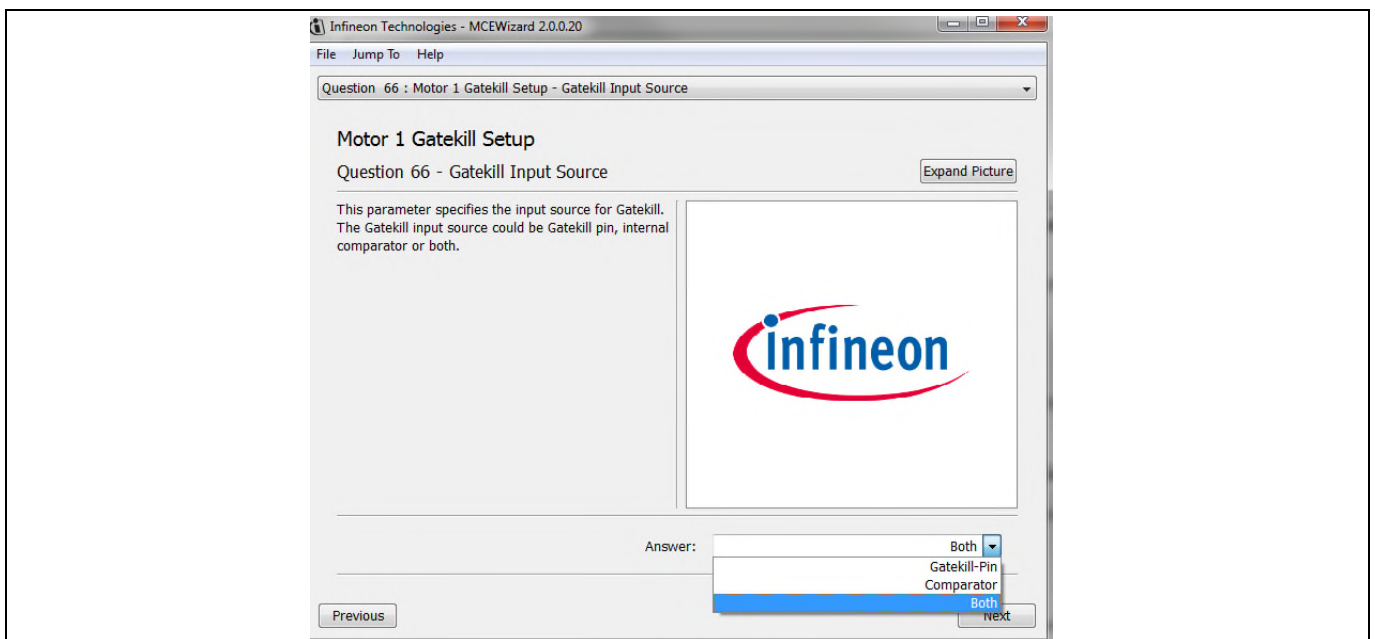 Infineon Technologies - MCEWizard 2.0.0.20
File Jump To Help
Question 66 : Motor 1 Gatekill Setup - Gatekill Input Source
Motor 1 Gatekill Setup
Question 66 - Gatekill Input Source
Expand Picture
This parameter specifies the input source for Gatekill.
The Gatekill input source could be Gatekill pin, internal
comparator or both.
infineon
Answer:
Both
Gatekill-Pin
Comparator
Both
Previous
Next